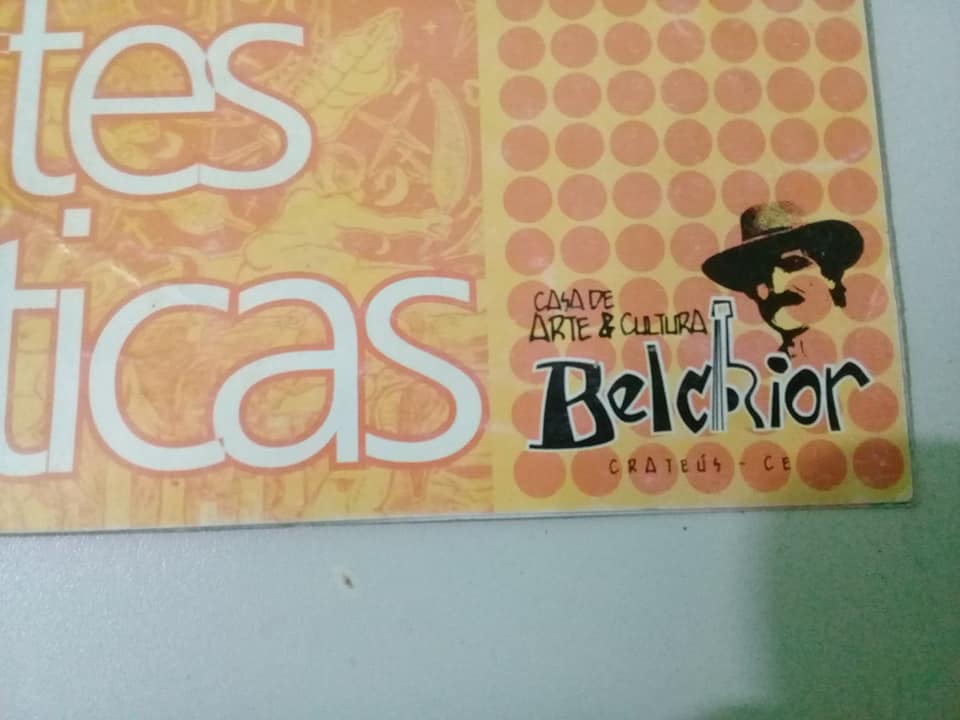 tes
ticas
CASA DE
ARTE & CULTURA
Belchior
CRATEÚS - CE